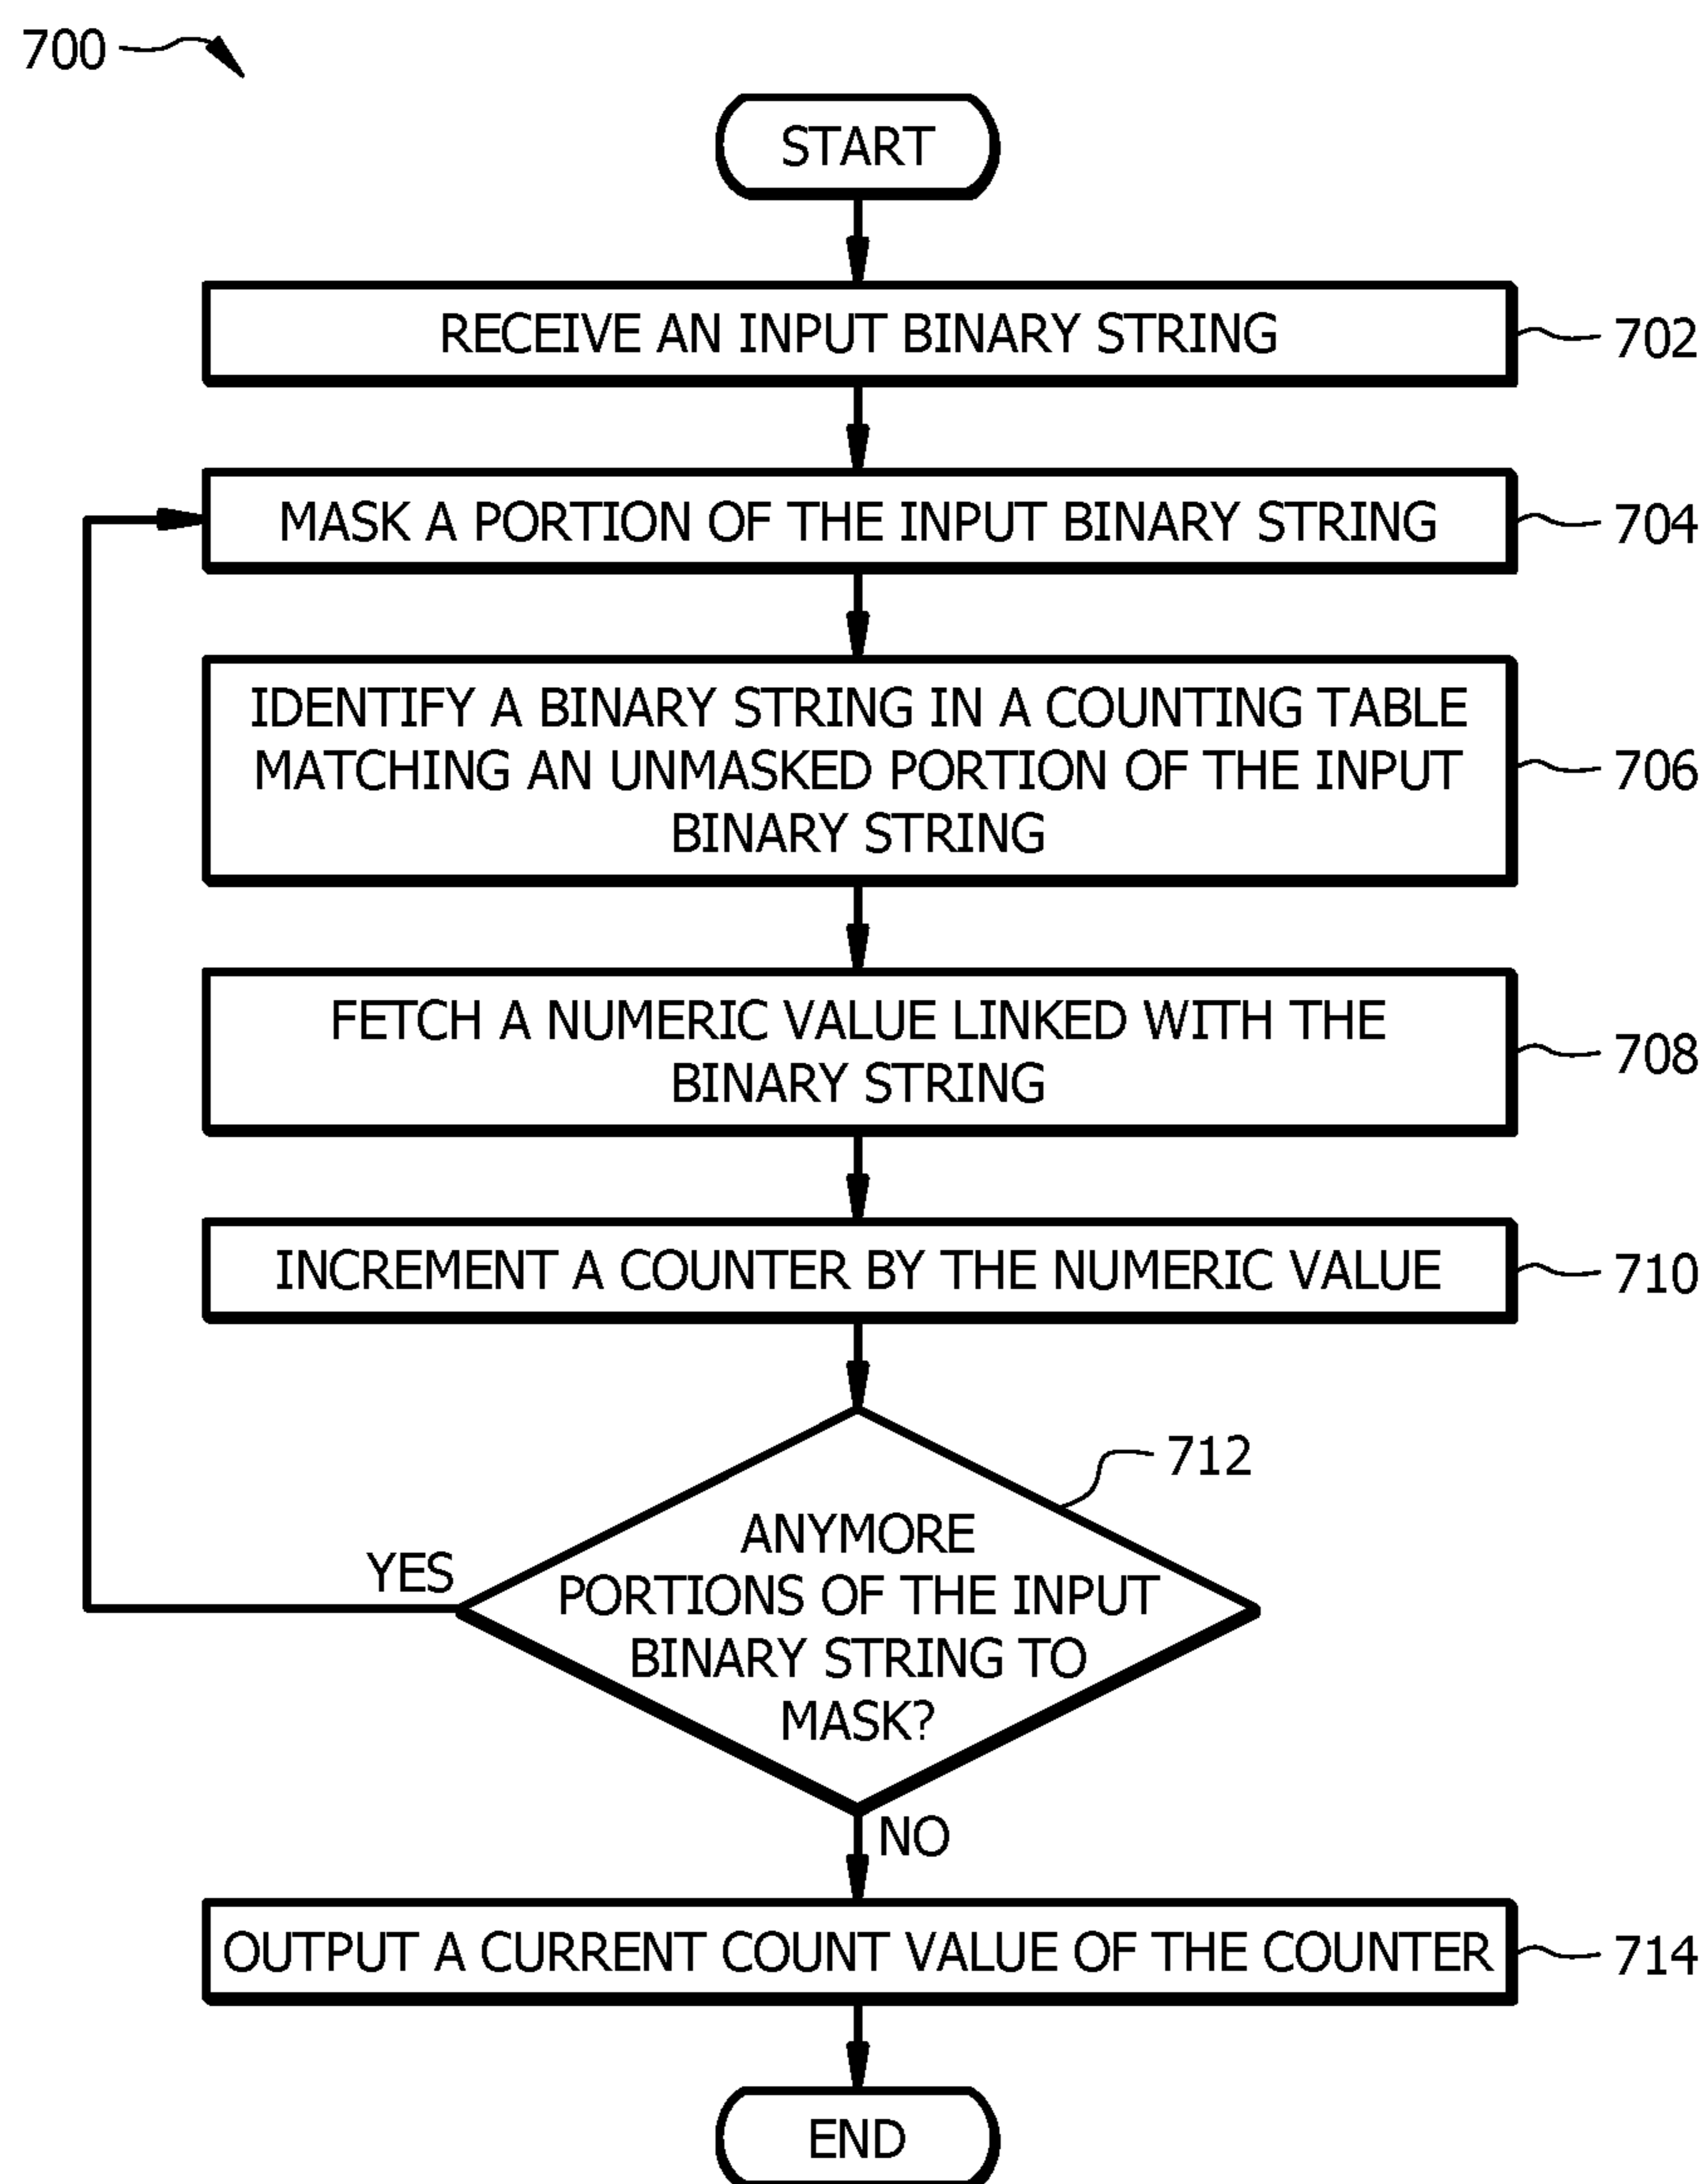 700
START
RECEIVE AN INPUT BINARY STRING
702
MASK A PORTION OF THE INPUT BINARY STRING
704
IDENTIFY A BINARY STRING IN A COUNTING TABLE
MATCHING AN UNMASKED PORTION OF THE INPUT
BINARY STRING
706
FETCH A NUMERIC VALUE LINKED WITH THE
BINARY STRING
708
INCREMENT A COUNTER BY THE NUMERIC VALUE
710
712
ANYMORE
PORTIONS OF THE INPUT
BINARY STRING TO
MASK?
YES
NO
OUTPUT A CURRENT COUNT VALUE OF THE COUNTER
714
END